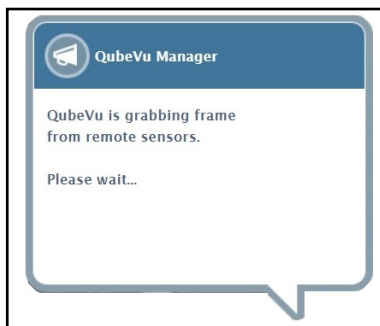 QubeVu Manager
QubeVu is grabbing frame
from remote sensors.
Please wait...